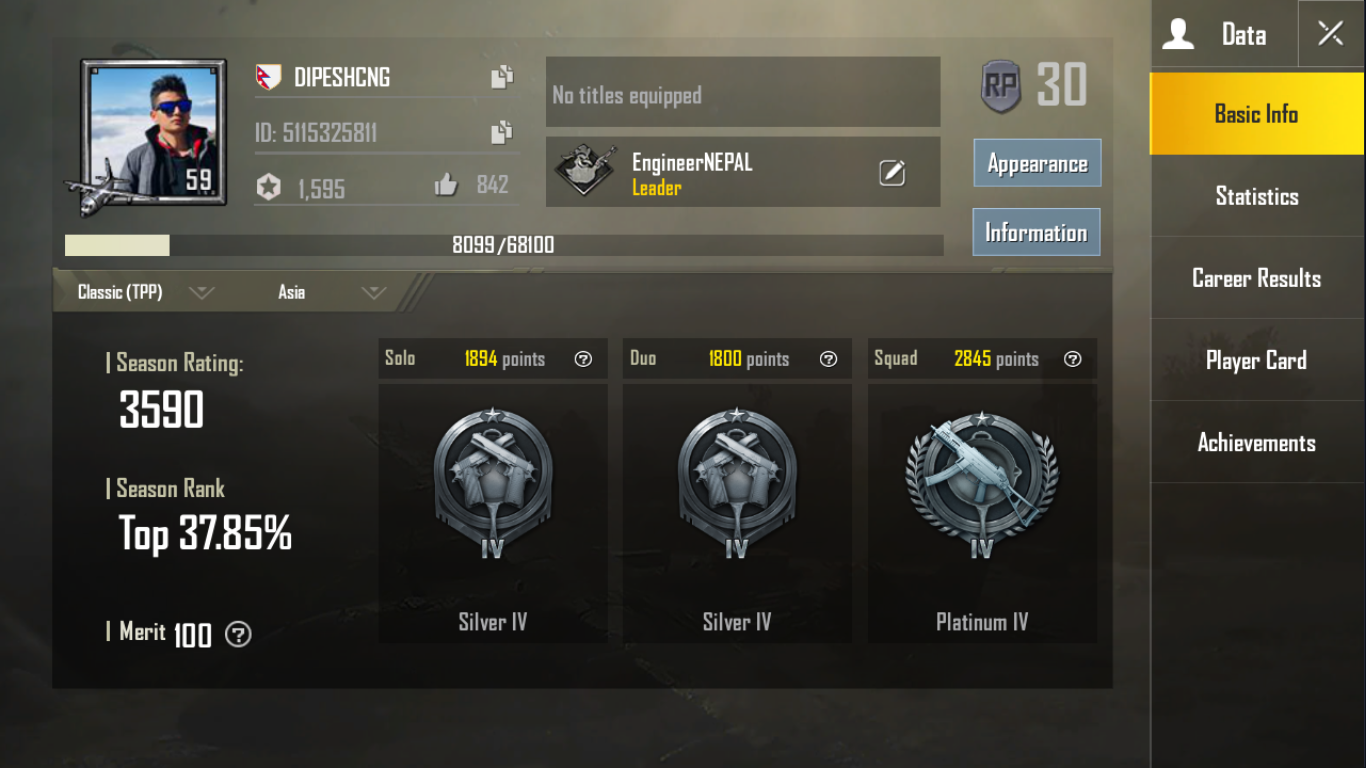 DIPESHCNG
ID: 5115325811
59
1,595
842
8099/68100
No titles equipped
EngineerNEPAL
Leader
RP 30
Appearance
Information
Classic (TPP)
Asia
Season Rating:
3590
Season Rank
Top 37.85%
Merit 100 ?
Solo 1894 points ?
IV
Silver IV
Duo 1800 points ?
IV
Silver IV
Squad 2845 points ?
IV
Platinum IV
Data
Basic Info
Statistics
Career Results
Player Card
Achievements